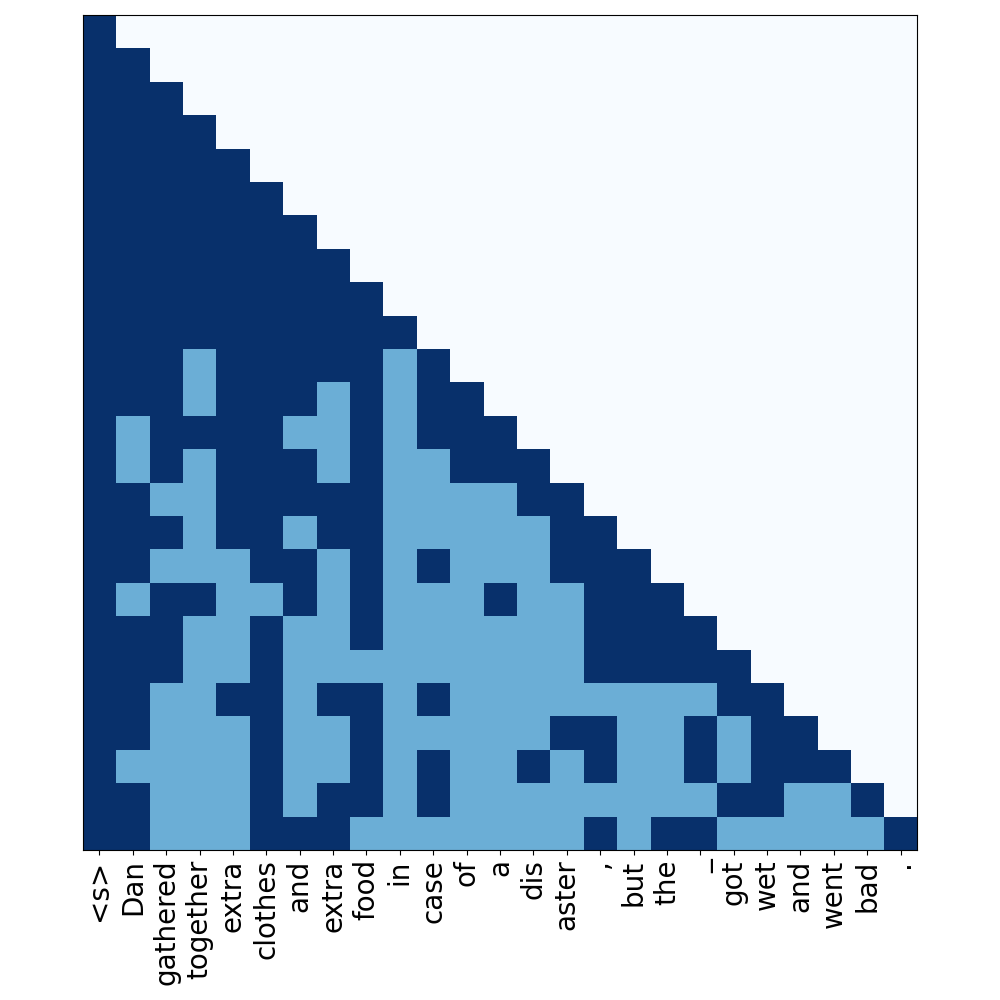 <s>
Dan
gathered
together
extra
clothes
and
extra
food
in
case
of
a
dis
aster
,
but
the
_
got
wet
and
went
bad
.